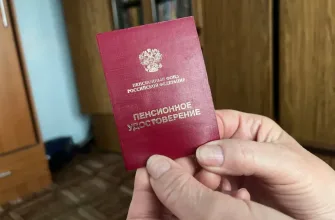 ПЕНСИОННЫЙ ФОНД
РОССИЙСКОЙ ФЕДЕРАЦИИ
ПЕНСИОННОЕ
УДОСТОВЕРЕНИЕ